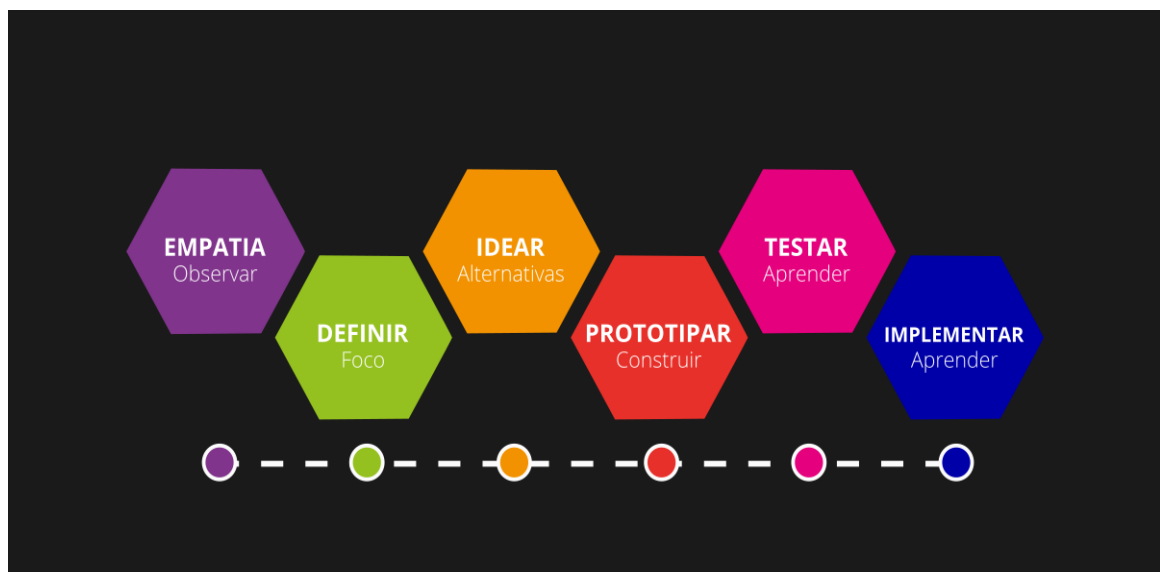 EMPATIA
Observar
DEFINIR
Foco
IDEAR
Alternativas
PROTOTIPAR
Construir
TESTAR
Aprender
IMPLEMENTAR
Aprender